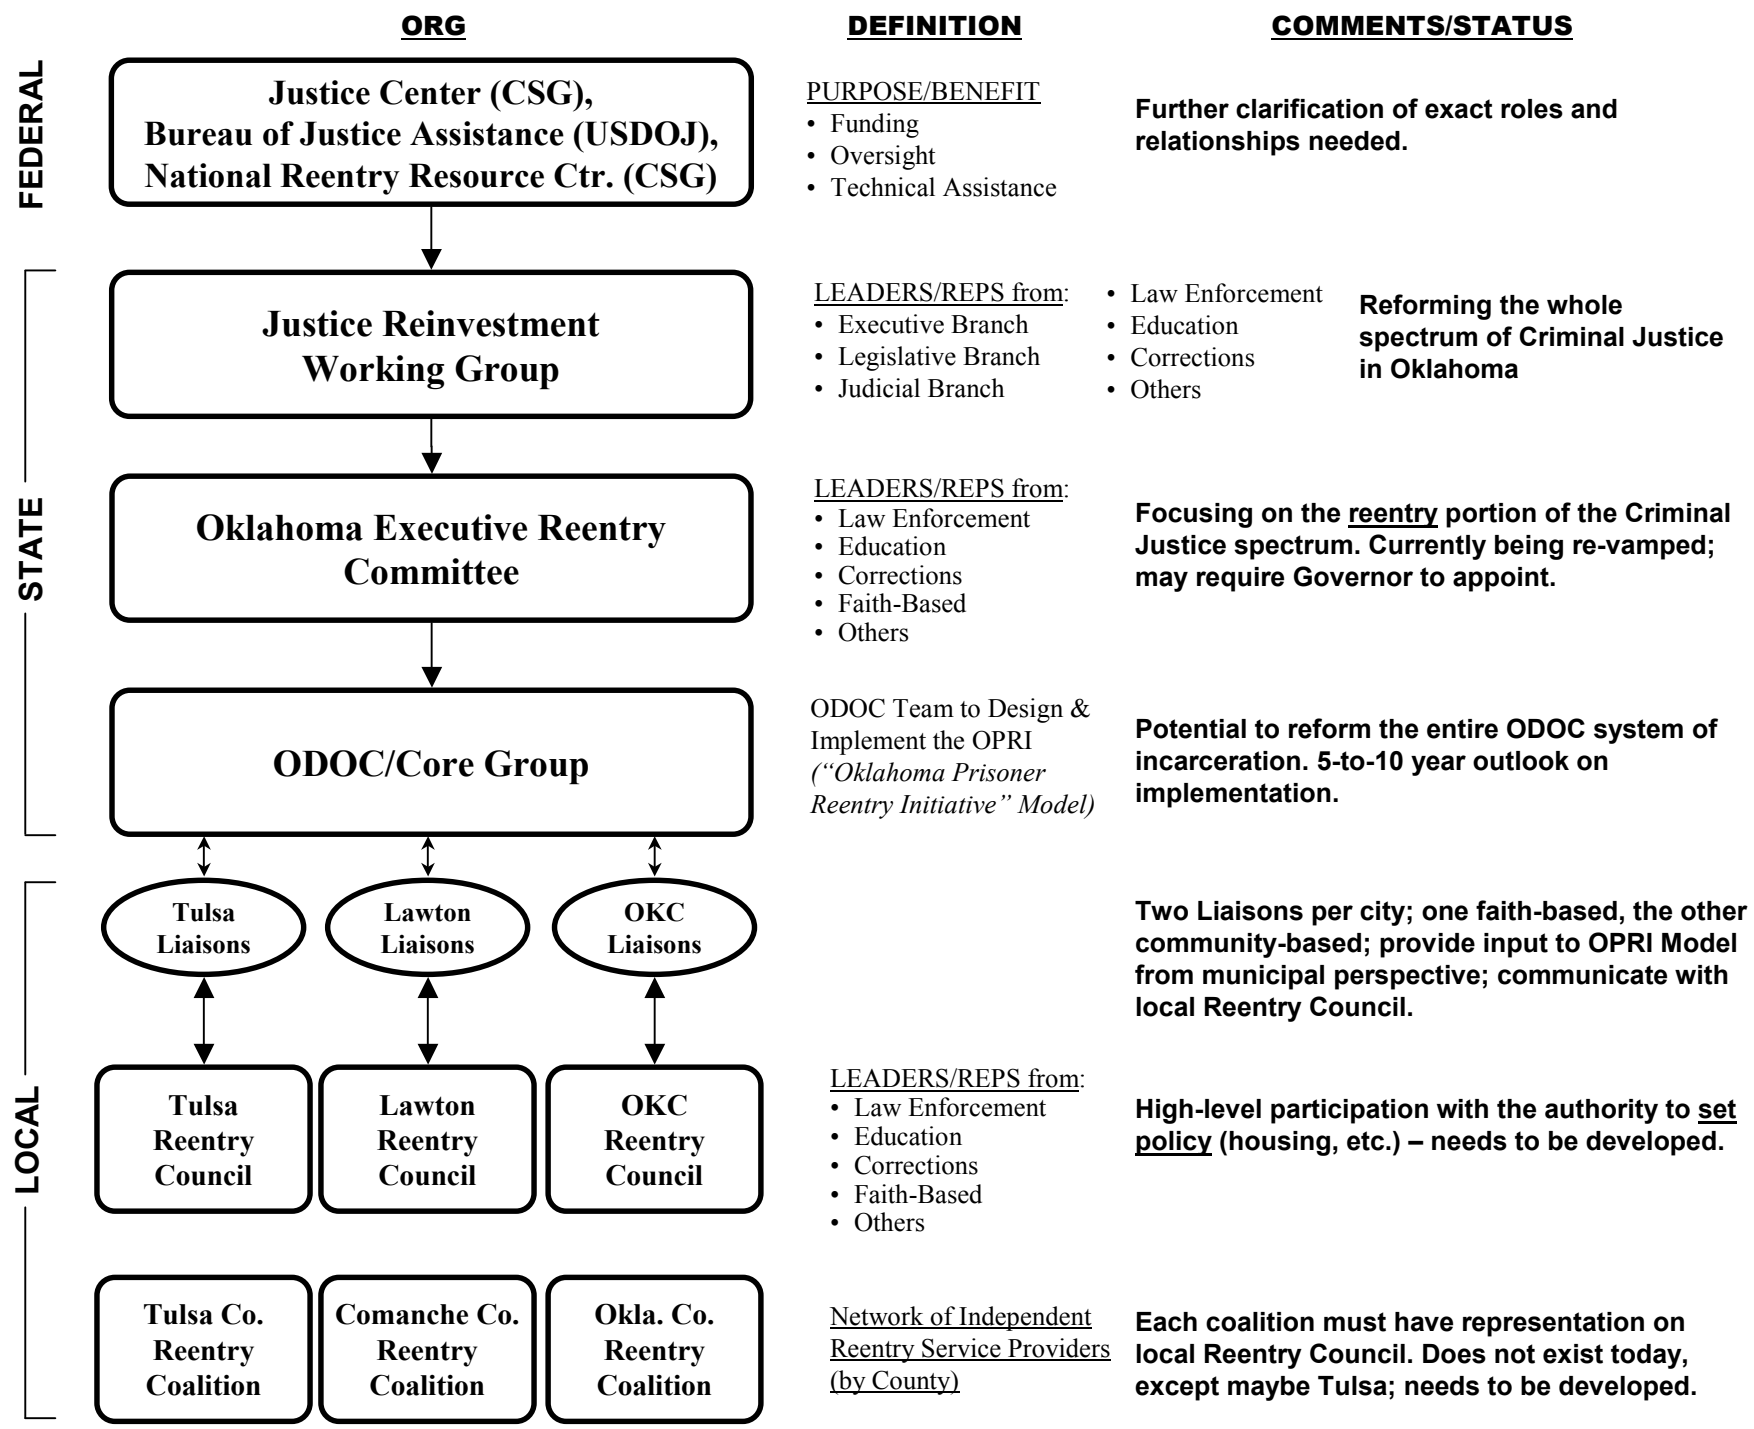 ORG
DEFINITION
COMMENTS/STATUS
FEDERAL
Justice Center (CSG),
Bureau of Justice Assistance (USDOJ),
National Reentry Resource Ctr. (CSG)
PURPOSE/BENEFIT
• Funding
• Oversight
• Technical Assistance
Further clarification of exact roles and
relationships needed.
STATE
Justice Reinvestment
Working Group
LEADERS/REPS from:
• Executive Branch
• Legislative Branch
• Judicial Branch
• Law Enforcement
• Education
• Corrections
• Others
Reforming the whole
spectrum of Criminal Justice
in Oklahoma
Oklahoma Executive Reentry
Committee
LEADERS/REPS from:
• Law Enforcement
• Education
• Corrections
• Faith-Based
• Others
Focusing on the reentry portion of the Criminal
Justice spectrum. Currently being re-vamped;
may require Governor to appoint.
ODOC/Core Group
ODOC Team to Design &
Implement the OPRI
(“Oklahoma Prisoner
Reentry Initiative” Model)
Potential to reform the entire ODOC system of
incarceration. 5-to-10 year outlook on
implementation.
LOCAL
Tulsa
Liaisons
Lawton
Liaisons
OKC
Liaisons
Two Liaisons per city; one faith-based, the other
community-based; provide input to OPRI Model
from municipal perspective; communicate with
local Reentry Council.
Tulsa
Reentry
Council
Lawton
Reentry
Council
OKC
Reentry
Council
LEADERS/REPS from:
• Law Enforcement
• Education
• Corrections
• Faith-Based
• Others
High-level participation with the authority to set
policy (housing, etc.) – needs to be developed.
Tulsa Co.
Reentry
Coalition
Comanche Co.
Reentry
Coalition
Okla. Co.
Reentry
Coalition
Network of Independent
Reentry Service Providers
(by County)
Each coalition must have representation on
local Reentry Council. Does not exist today,
except maybe Tulsa; needs to be developed.